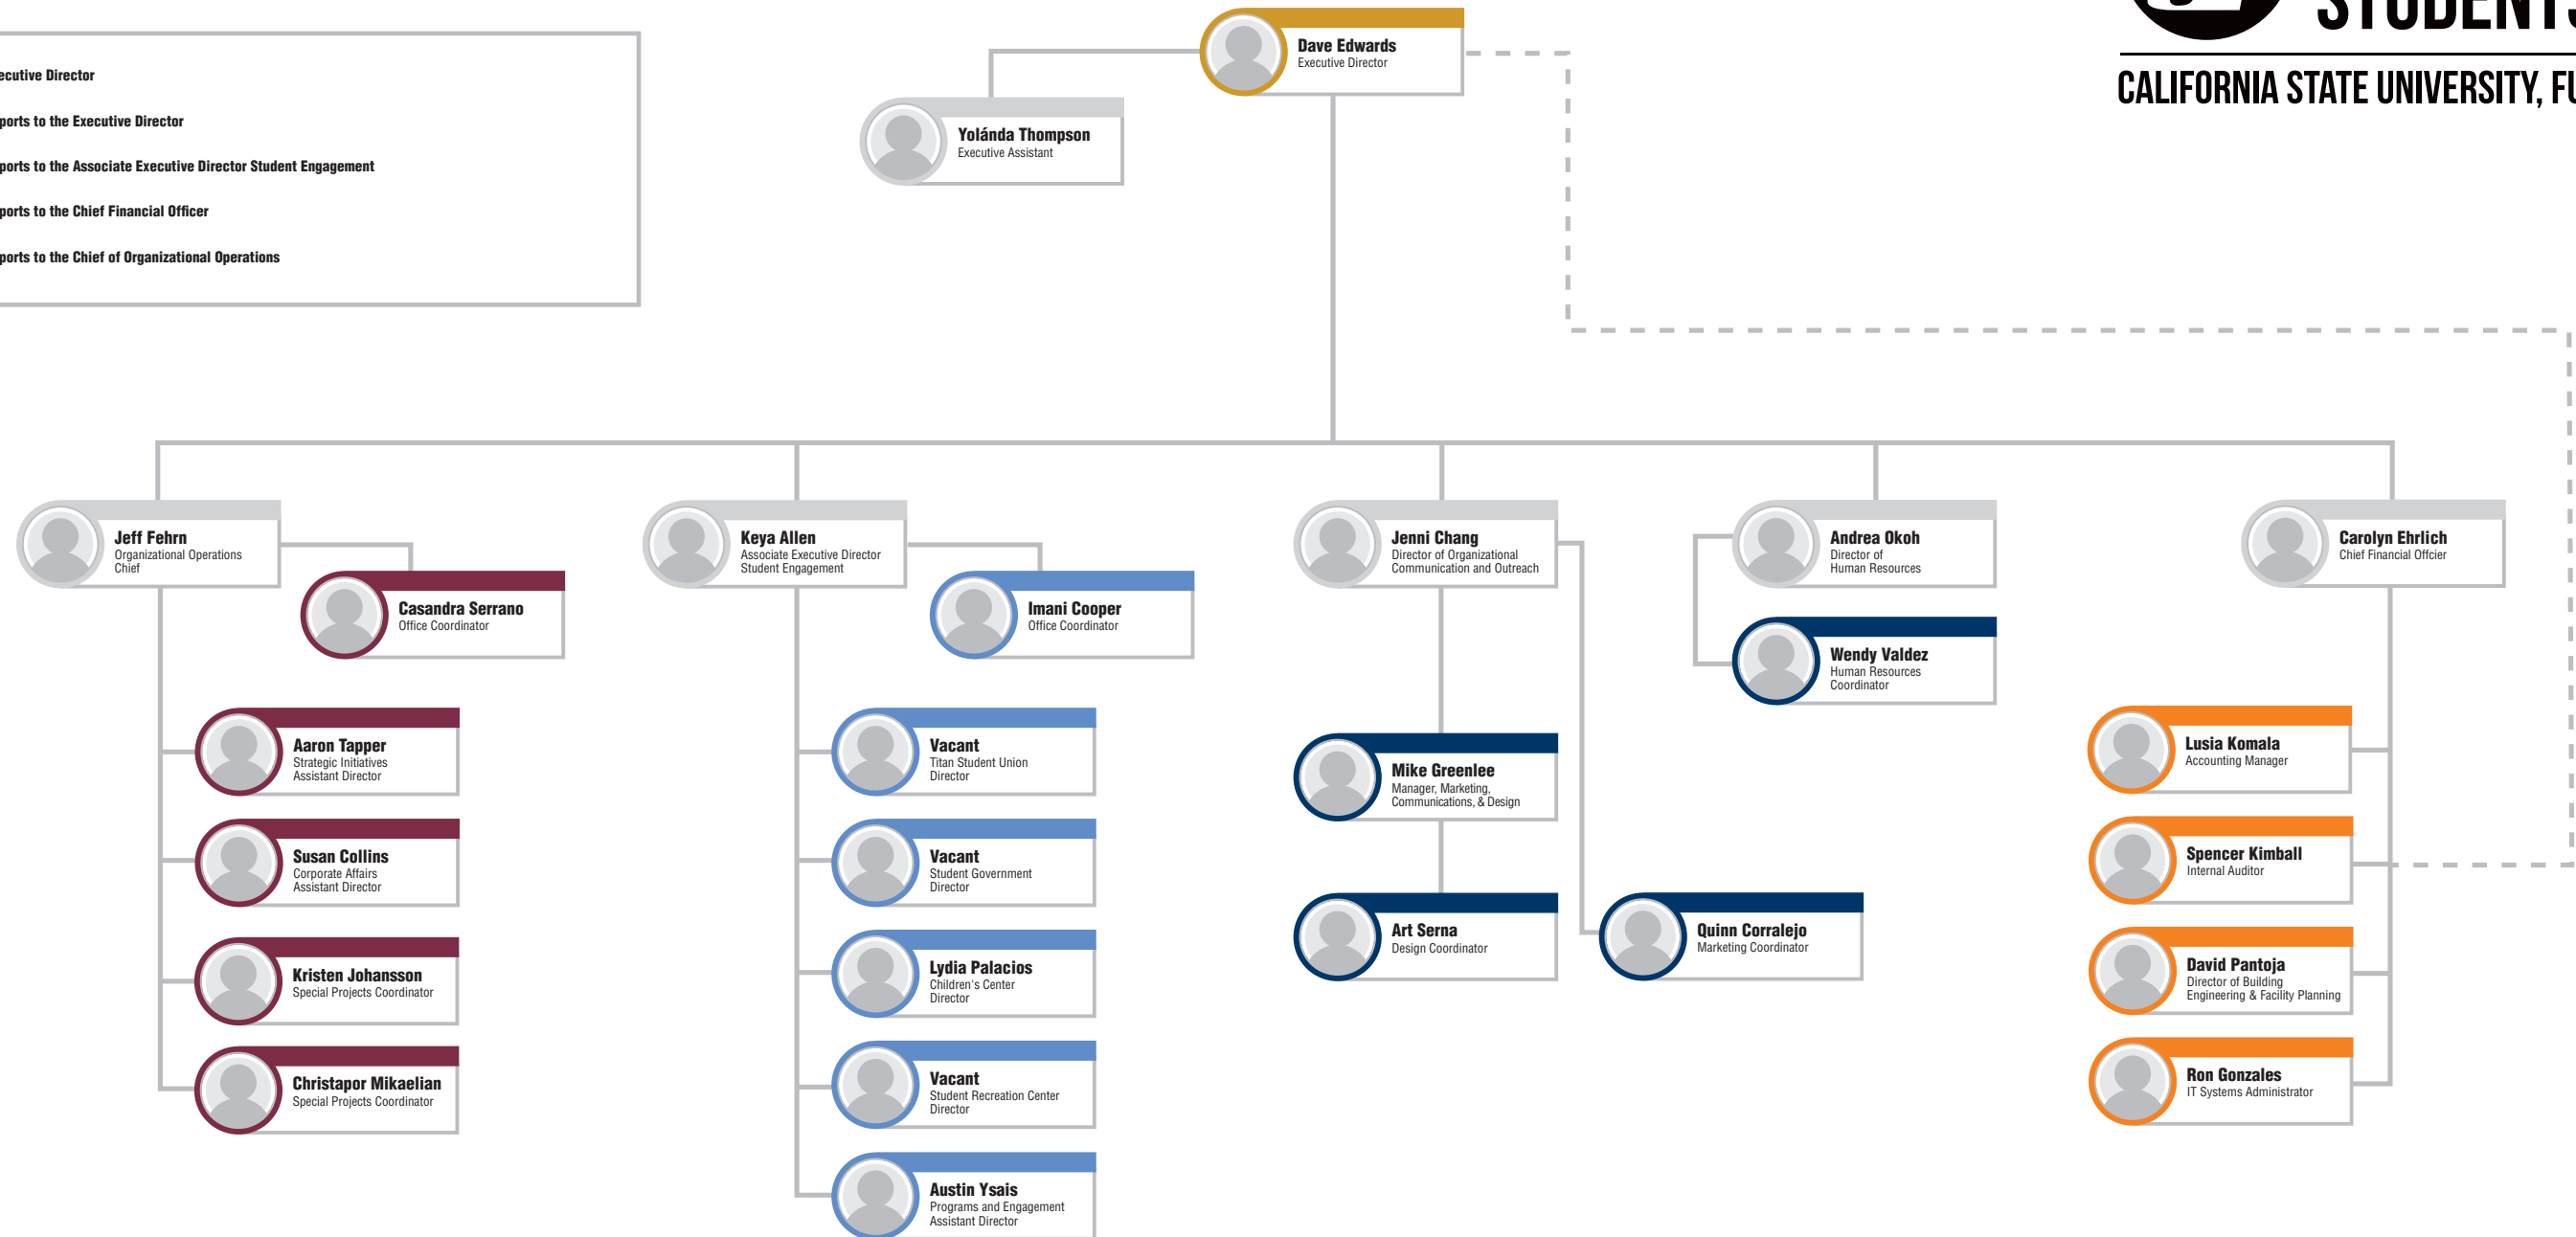 STUDENTS
CALIFORNIA STATE UNIVERSITY, FU
ecutive Director
ports to the Executive Director
ports to the Associate Executive Director Student Engagement
ports to the Chief Financial Officer
ports to the Chief of Organizational Operations
Dave Edwards
Executive Director
Yolánda Thompson
Executive Assistant
Jeff Fehrn
Organizational Operations
Chief
Casandra Serrano
Office Coordinator
Aaron Tapper
Strategic Initiatives
Assistant Director
Susan Collins
Corporate Affairs
Assistant Director
Kristen Johansson
Special Projects Coordinator
Christapor Mikaelian
Special Projects Coordinator
Keya Allen
Associate Executive Director
Student Engagement
Imani Cooper
Office Coordinator
Vacant
Titan Student Union
Director
Vacant
Student Government
Director
Lydia Palacios
Children's Center
Director
Vacant
Student Recreation Center
Director
Austin Ysais
Programs and Engagement
Assistant Director
Jenni Chang
Director of Organizational
Communication and Outreach
Mike Greenlee
Manager, Marketing,
Communications, & Design
Art Serna
Design Coordinator
Quinn Corralejo
Marketing Coordinator
Andrea Okoh
Director of
Human Resources
Wendy Valdez
Human Resources
Coordinator
Carolyn Ehrlich
Chief Financial Offcier
Lusia Komala
Accounting Manager
Spencer Kimball
Internal Auditor
David Pantoja
Director of Building
Engineering & Facility Planning
Ron Gonzales
IT Systems Administrator